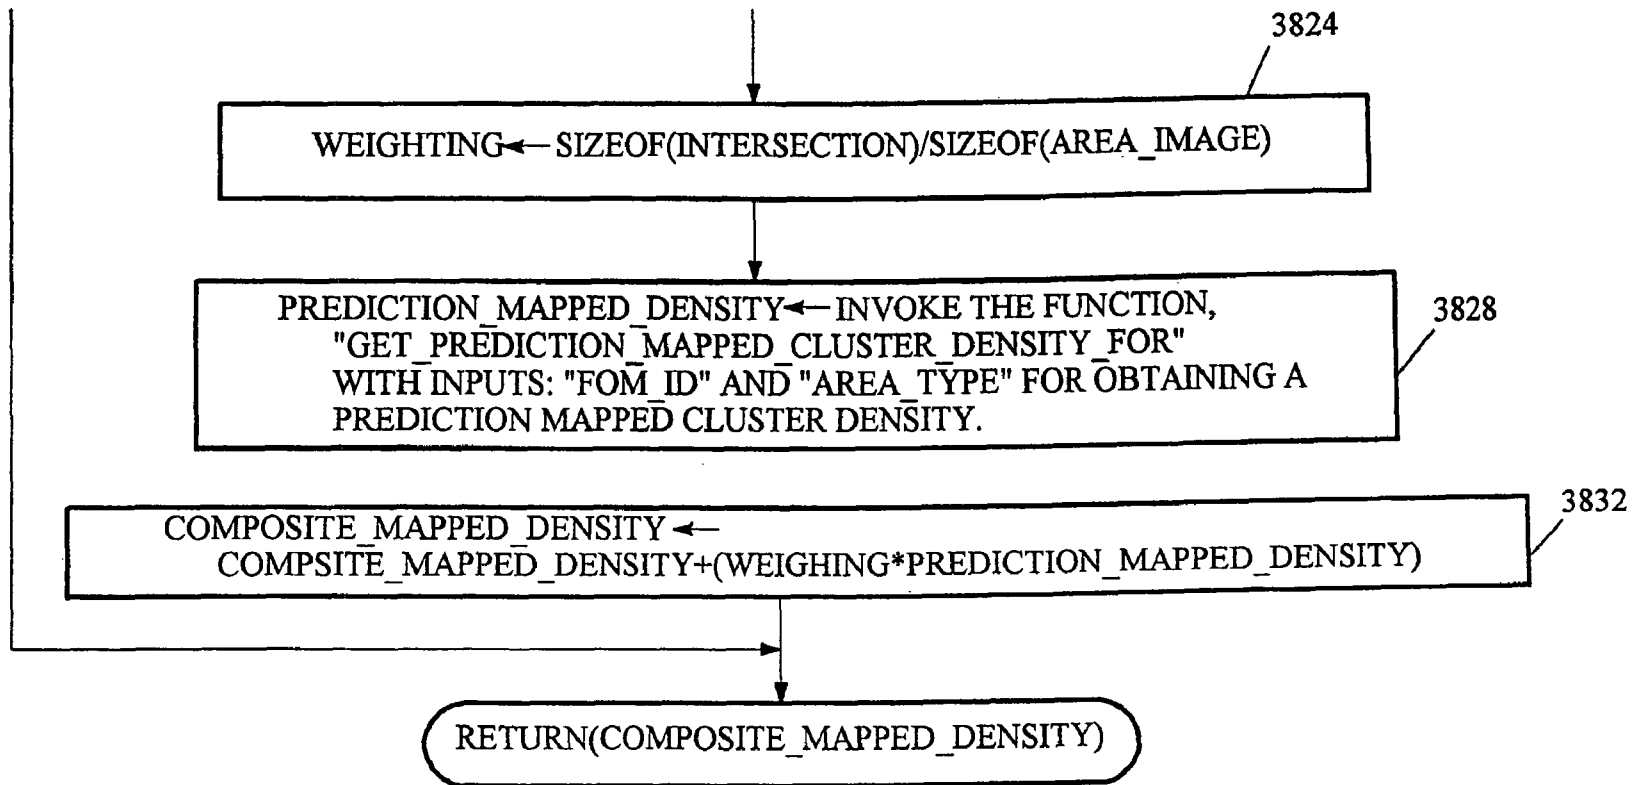 3824
WEIGHTING← SIZEOF(INTERSECTION)/SIZEOF(AREA_IMAGE)
PREDICTION_MAPPED_DENSITY← INVOKE THE FUNCTION,
"GET_PREDICTION_MAPPED_CLUSTER_DENSITY_FOR"
WITH INPUTS: "FOM_ID" AND "AREA_TYPE" FOR OBTAINING A
PREDICTION MAPPED CLUSTER DENSITY.
3828
COMPOSITE_MAPPED_DENSITY ←
COMPSITE_MAPPED_DENSITY+(WEIGHING*PREDICTION_MAPPED_DENSITY)
3832
RETURN(COMPOSITE_MAPPED_DENSITY)